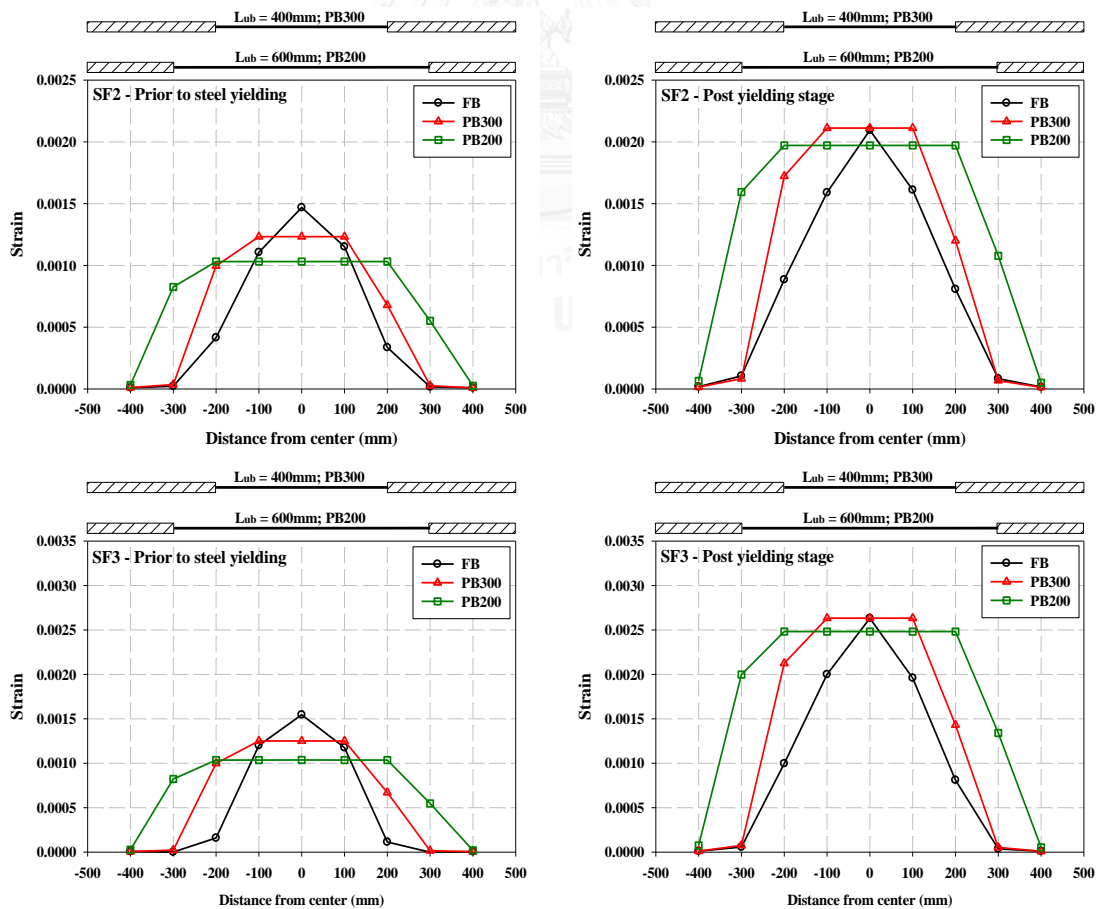 Lub = 400mm; PB300
Lub = 600mm; PB200
SF2 - Prior to steel yielding
FB
PB300
PB200
0.0025
0.0020
0.0015
0.0010
0.0005
0.0000
Strain
-500 -400 -300 -200 -100 0 100 200 300 400 500
Distance from center (mm)
Lub = 400mm; PB300
Lub = 600mm; PB200
SF2 - Post yielding stage
FB
PB300
PB200
0.0025
0.0020
0.0015
0.0010
0.0005
0.0000
Strain
-500 -400 -300 -200 -100 0 100 200 300 400 500
Distance from center (mm)
Lub = 400mm; PB300
Lub = 600mm; PB200
SF3 - Prior to steel yielding
FB
PB300
PB200
0.0035
0.0030
0.0025
0.0020
0.0015
0.0010
0.0005
0.0000
Strain
-500 -400 -300 -200 -100 0 100 200 300 400 500
Distance from center (mm)
Lub = 400mm; PB300
Lub = 600mm; PB200
SF3 - Post yielding stage
FB
PB300
PB200
0.0035
0.0030
0.0025
0.0020
0.0015
0.0010
0.0005
0.0000
Strain
-500 -400 -300 -200 -100 0 100 200 300 400 500
Distance from center (mm)